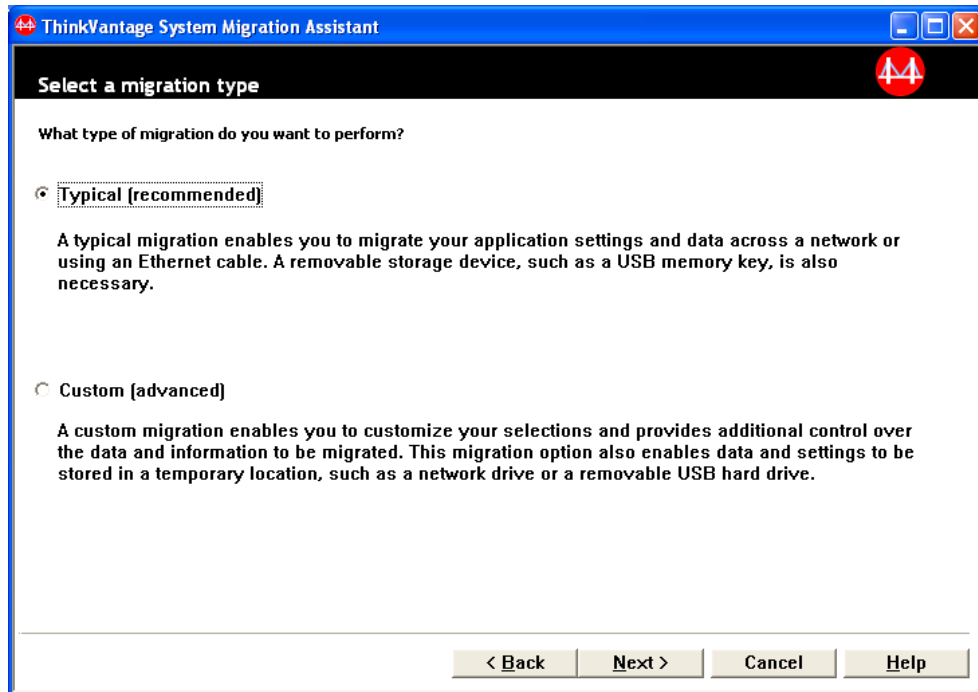 ThinkVantage System Migration Assistant
Select a migration type
What type of migration do you want to perform?
Typical (recommended)
A typical migration enables you to migrate your application settings and data across a network or
using an Ethernet cable. A removable storage device, such as a USB memory key, is also
necessary.
Custom (advanced)
A custom migration enables you to customize your selections and provides additional control over
the data and information to be migrated. This migration option also enables data and settings to be
stored in a temporary location, such as a network drive or a removable USB hard drive.
< Back Next > Cancel Help